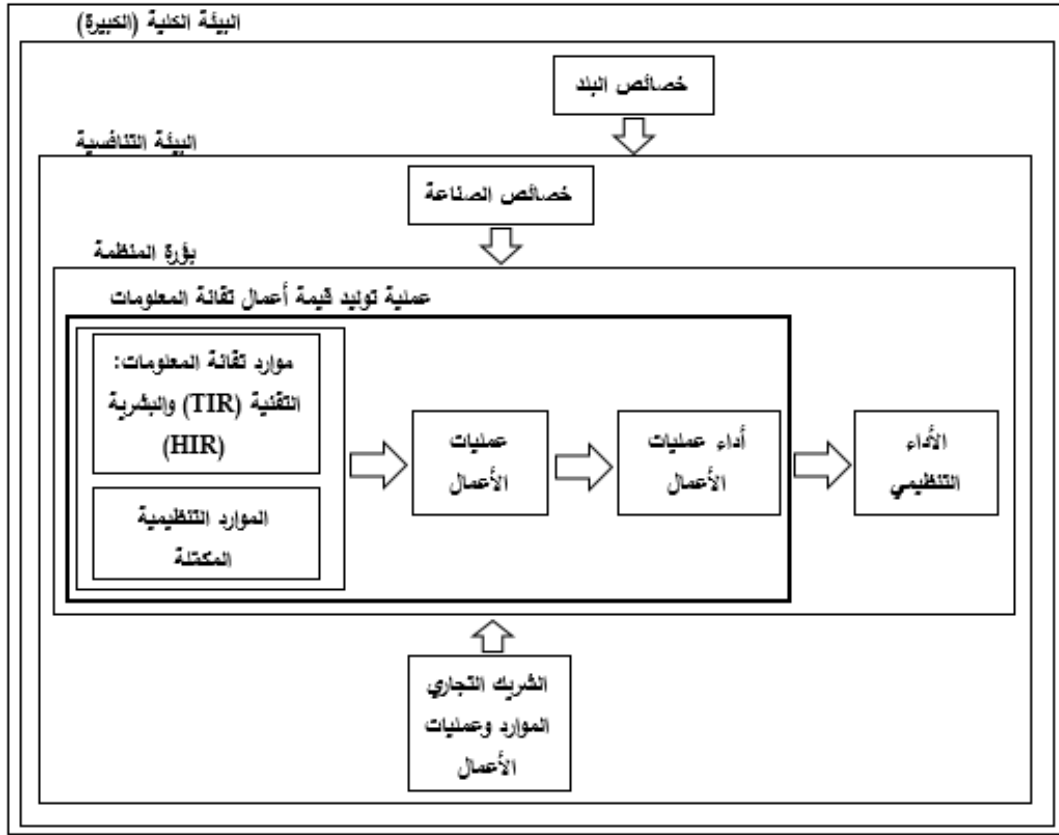 البيئة الكلية (الكبيرة)
خصائص البلد
البيئة التنافسية
خصائص الصناعة
بؤرة المنظمة
عملية توليد قيمة أعمال تقانة المعلومات
موارد تقانة المعلومات:
التقنية (TIR) والبشرية
(HIR)
الموارد التنظيمية
المكملة
عمليات
الأعمال
أداء عمليات
الأعمال
الأداء
التنظيمي
الشريك التجاري
الموارد وعمليات
الأعمال